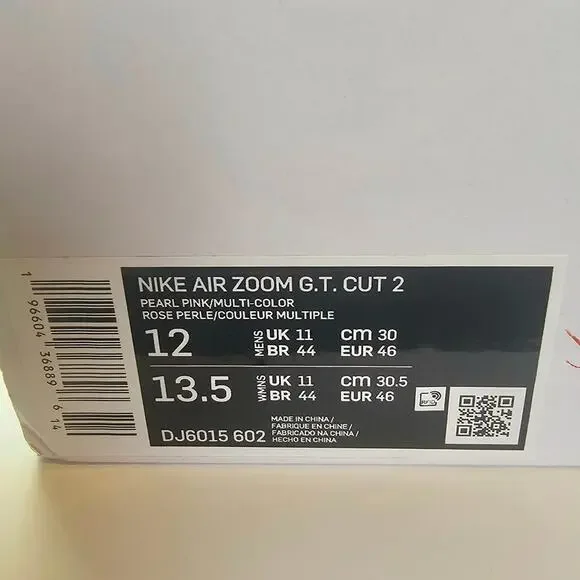 NIKE AIR ZOOM G.T. CUT 2
PEARL PINK/MULTI-COLOR
ROSE PERLE/COULEUR MULTIPLE
12 MENS UK 11 cm 30
BR 44 EUR 46
13.5 WMNS UK 11 cm 30.5
BR 44 EUR 46
RFID
DJ6015 602
MADE IN CHINA /
FABRIQUE EN CHINE /
FABRICADO NA CHINA /
HECHO EN CHINA
1 96604 36889 6 14